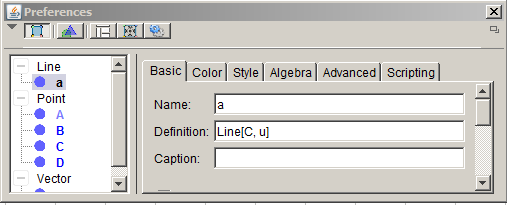 Preferences
Line
a
Point
A
B
C
D
Vector
Basic Color Style Algebra Advanced Scripting
Name: a
Definition: Line[C, u]
Caption: